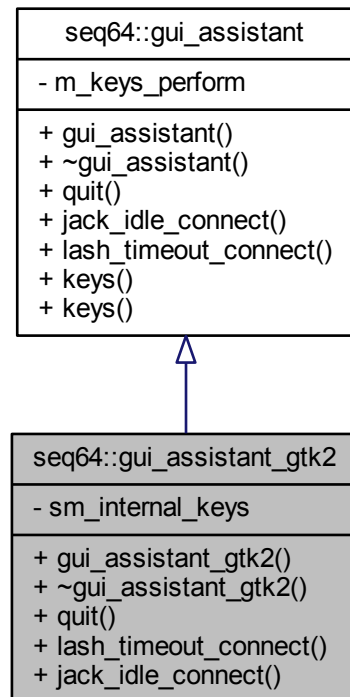 seq64::gui_assistant
- m_keys_perform
+ gui_assistant()
+ ~gui_assistant()
+ quit()
+ jack_idle_connect()
+ lash_timeout_connect()
+ keys()
+ keys()
seq64::gui_assistant_gtk2
- sm_internal_keys
+ gui_assistant_gtk2()
+ ~gui_assistant_gtk2()
+ quit()
+ lash_timeout_connect()
+ jack_idle_connect()